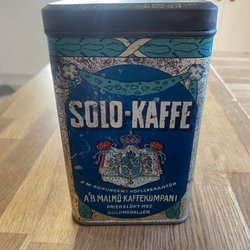 SOLO-KAFFE
H.M. KONUNGENS HOFLEVERANTÖR
A.B. MALMÖ KAFFEKOMPANI
PRISBELÖNT MED
GULDMEDALJER